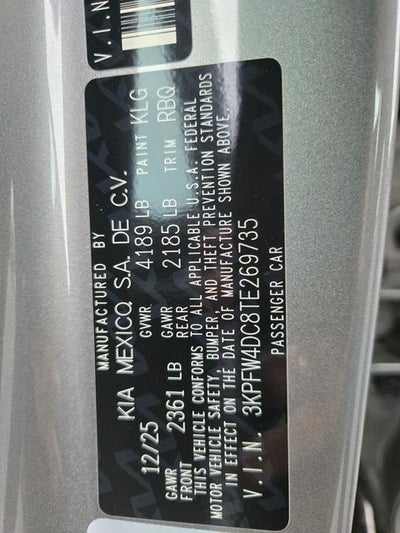 V.I.N
MANUFACTURED BY
KIA MEXICO, S.A. DE C.V.
12/25 GVWR 4189 LB PAINT KLG
GAWR FRONT 2361 LB GAWR REAR 2185 LB TRIM RBQ
THIS VEHICLE CONFORMS TO ALL APPLICABLE U.S.A. FEDERAL
MOTOR VEHICLE SAFETY, BUMPER, AND THEFT PREVENTION STANDARDS
IN EFFECT ON THE DATE OF MANUFACTURE SHOWN ABOVE.
V.I.N. 3KPFW4DC8TE269735
PASSENGER CAR